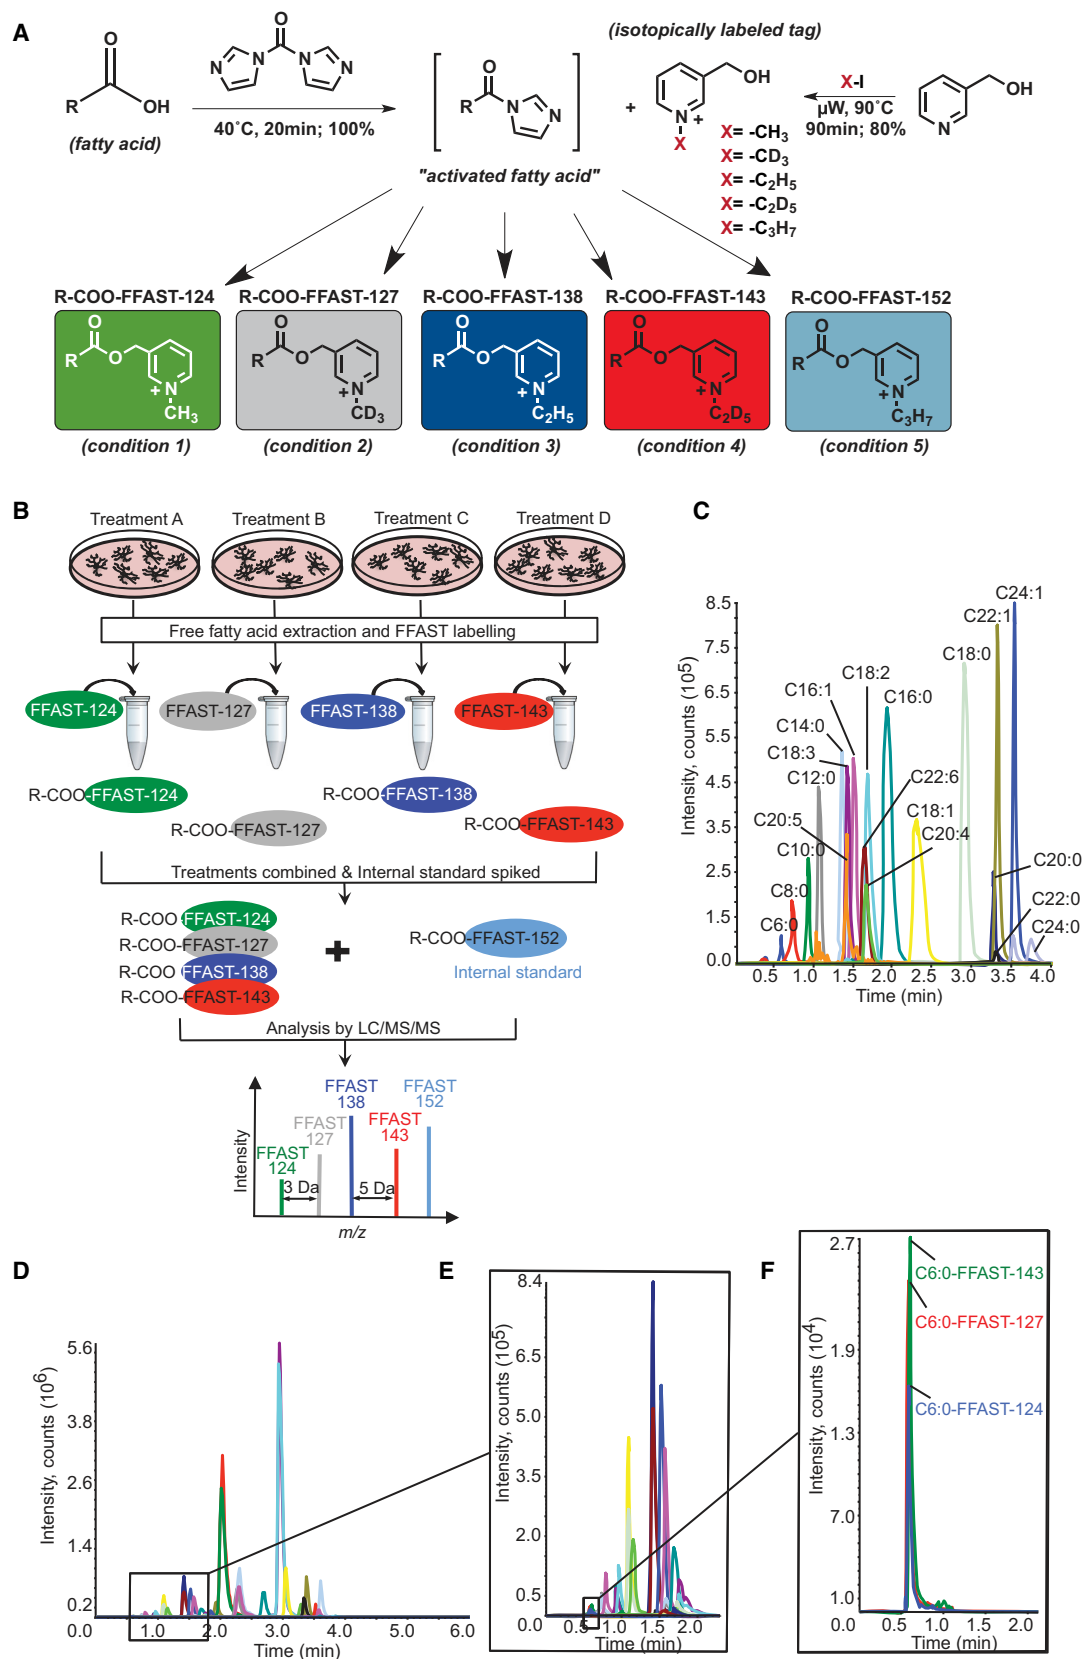 A
O
R
OH
(fatty acid)
O
N
N
N
N
40˚C, 20min; 100%
O
R
N
N
"activated fatty acid"
+
(isotopically labeled tag)
OH
N
+
X
X= -CH3
X= -CD3
X= -C2H5
X= -C2D5
X= -C3H7
X-I
µW, 90˚C
90min; 80%
OH
N
R-COO-FFAST-124
R-COO-FFAST-127
R-COO-FFAST-138
R-COO-FFAST-143
R-COO-FFAST-152
O
R
O
+
N
CH3
O
R
O
+
N
CD3
O
R
O
+
N
C2H5
O
R
O
+
N
C2D5
O
R
O
+
N
C3H7
(condition 1)
(condition 2)
(condition 3)
(condition 4)
(condition 5)
B
Treatment A
Treatment B
Treatment C
Treatment D
Free fatty acid extraction and FFAST labelling
FFAST-124
FFAST-127
FFAST-138
FFAST-143
R-COO-FFAST-124
R-COO-FFAST-127
R-COO-FFAST-138
R-COO-FFAST-143
Treatments combined & Internal standard spiked
R-COO FFAST-124
R-COO-FFAST-127
R-COO FFAST-138
R-COO-FFAST-143
+
R-COO-FFAST-152
Internal standard
Analysis by LC/MS/MS
Intensity
FFAST
124
FFAST
127
FFAST
138
FFAST
143
FFAST
152
3 Da
5 Da
m/z
C
Intensity, counts (105)
8.5
7.5
6.5
5.5
4.5
3.5
2.5
1.5
0.0
0.5
1.0
1.5
2.0
2.5
3.0
3.5
4.0
Time (min)
C6:0
C8:0
C10:0
C20:5
C12:0
C18:3
C14:0
C16:1
C18:2
C16:0
C22:6
C18:1
C20:4
C18:0
C22:1
C24:1
C20:0
C22:0
C24:0
D
Intensity, counts (106)
5.6
3.8
2.6
1.4
0.2
0.0
1.0
2.0
3.0
4.0
5.0
6.0
Time (min)
E
Intensity, counts (105)
8.4
6.5
5.0
3.5
2.0
0.5
0.0
0.5
1.0
1.5
2.0
Time (min)
F
Intensity, counts (104)
2.7
1.9
1.3
7.0
1.0
0.0
0.5
1.0
1.5
2.0
Time (min)
C6:0-FFAST-143
C6:0-FFAST-127
C6:0-FFAST-124